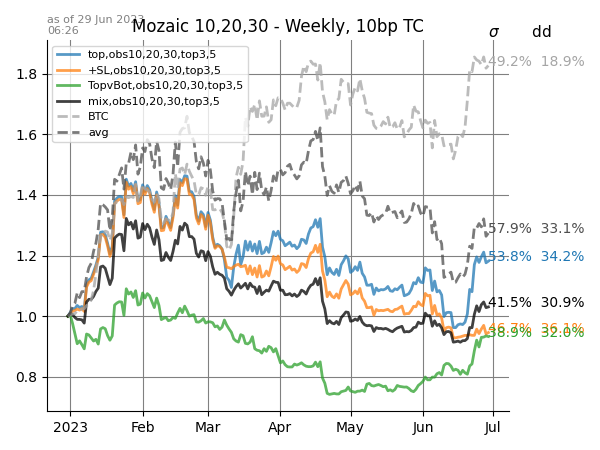 as of 29 Jun 2023
06:26
Mozaic 10,20,30 - Weekly, 10bp TC
σ dd
top,obs10,20,30,top3,5
+SL,obs10,20,30,top3,5
TopvBot,obs10,20,30,top3,5
mix,obs10,20,30,top3,5
BTC
avg
49.2% 18.9%
57.9% 33.1%
53.8% 34.2%
41.5% 30.9%
46.7% 36.1%
38.9% 32.0%
1.8
1.6
1.4
1.2
1.0
0.8
2023 Feb Mar Apr May Jun Jul